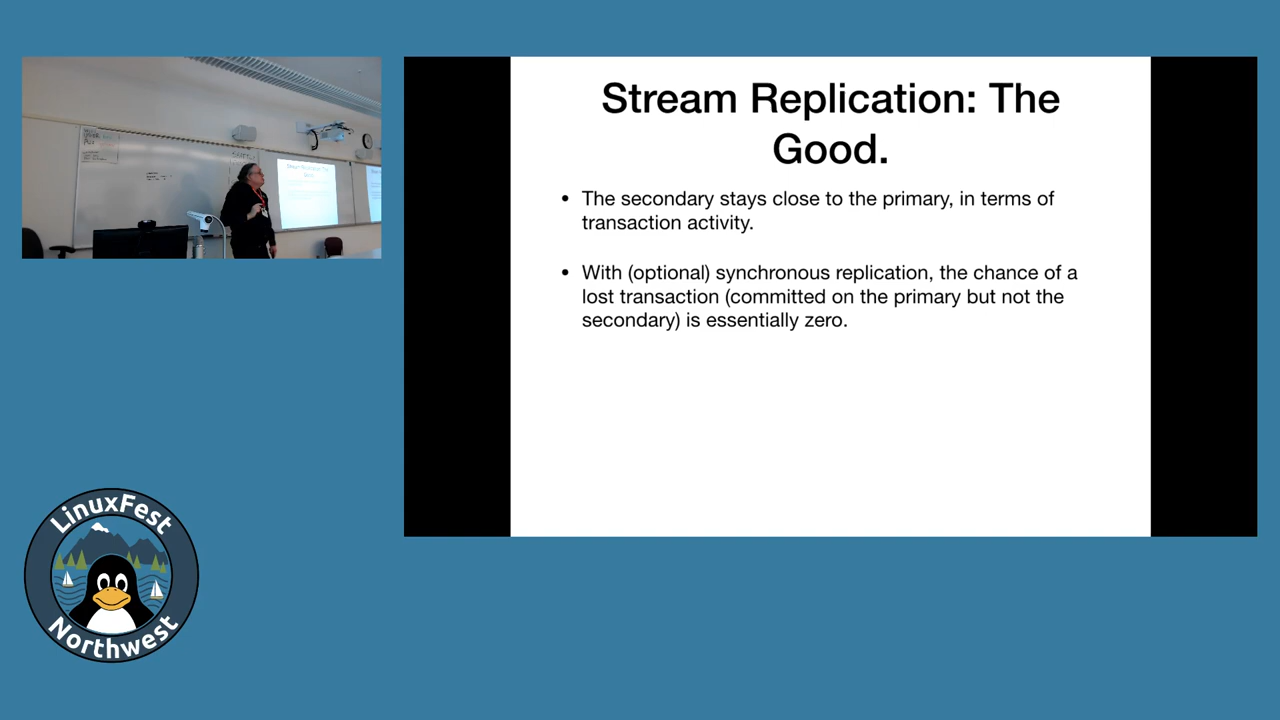 Stream Replication: The
Good.
• The secondary stays close to the primary, in terms of
transaction activity.
• With (optional) synchronous replication, the chance of a
lost transaction (committed on the primary but not the
secondary) is essentially zero.
LinuxFest
Northwest